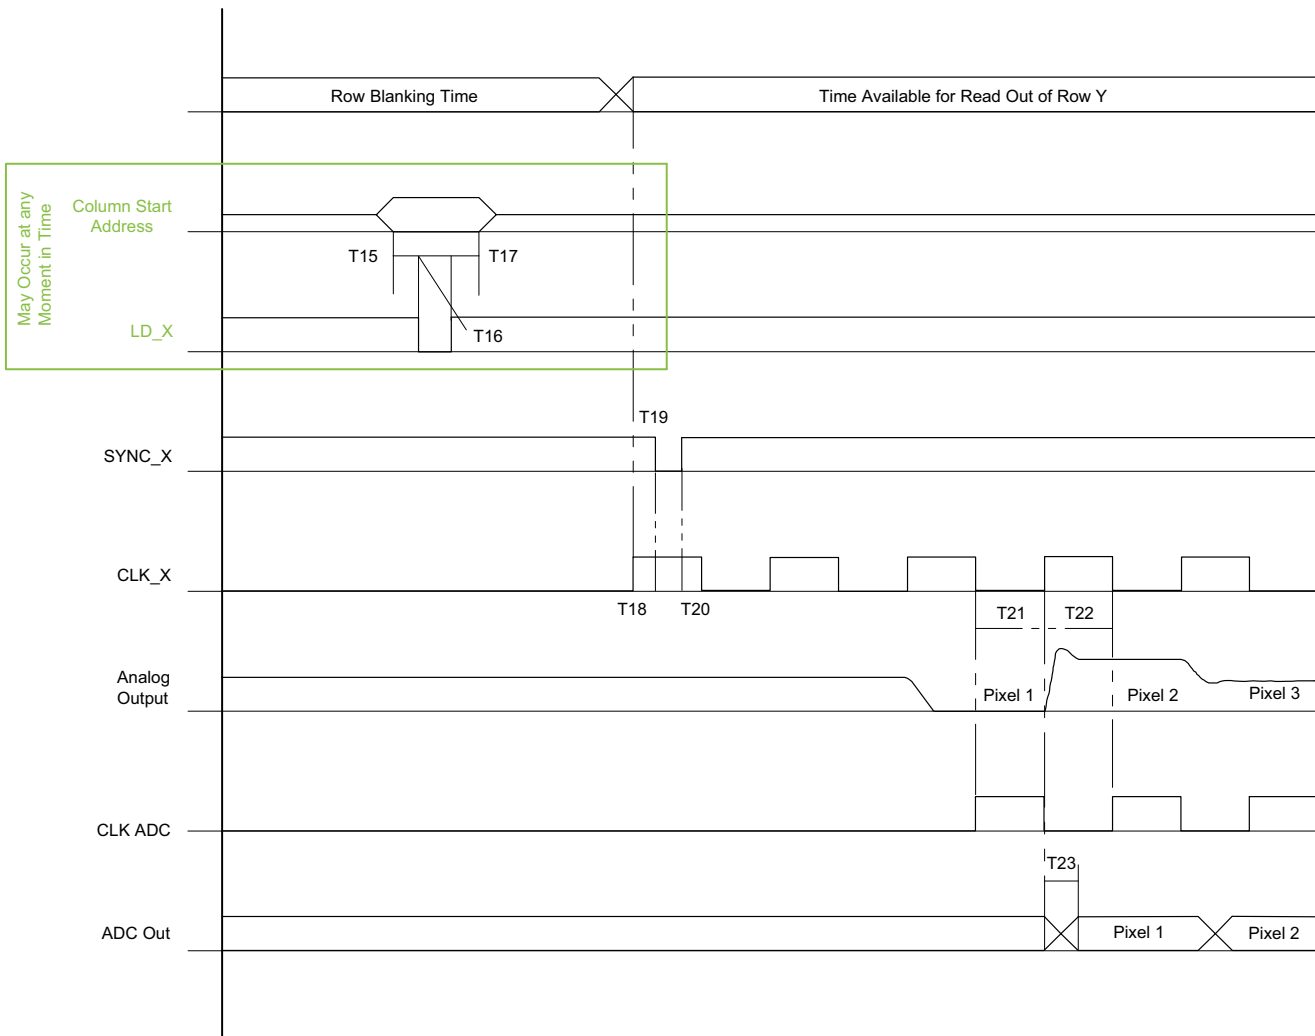 Row Blanking Time
Time Available for Read Out of Row Y
May Occur at any
Moment in Time
Column Start
Address
T15
T17
LD_X
T16
T19
SYNC_X
CLK_X
T18
T20
T21
T22
Analog
Output
Pixel 1
Pixel 2
Pixel 3
CLK ADC
T23
ADC Out
Pixel 1
Pixel 2